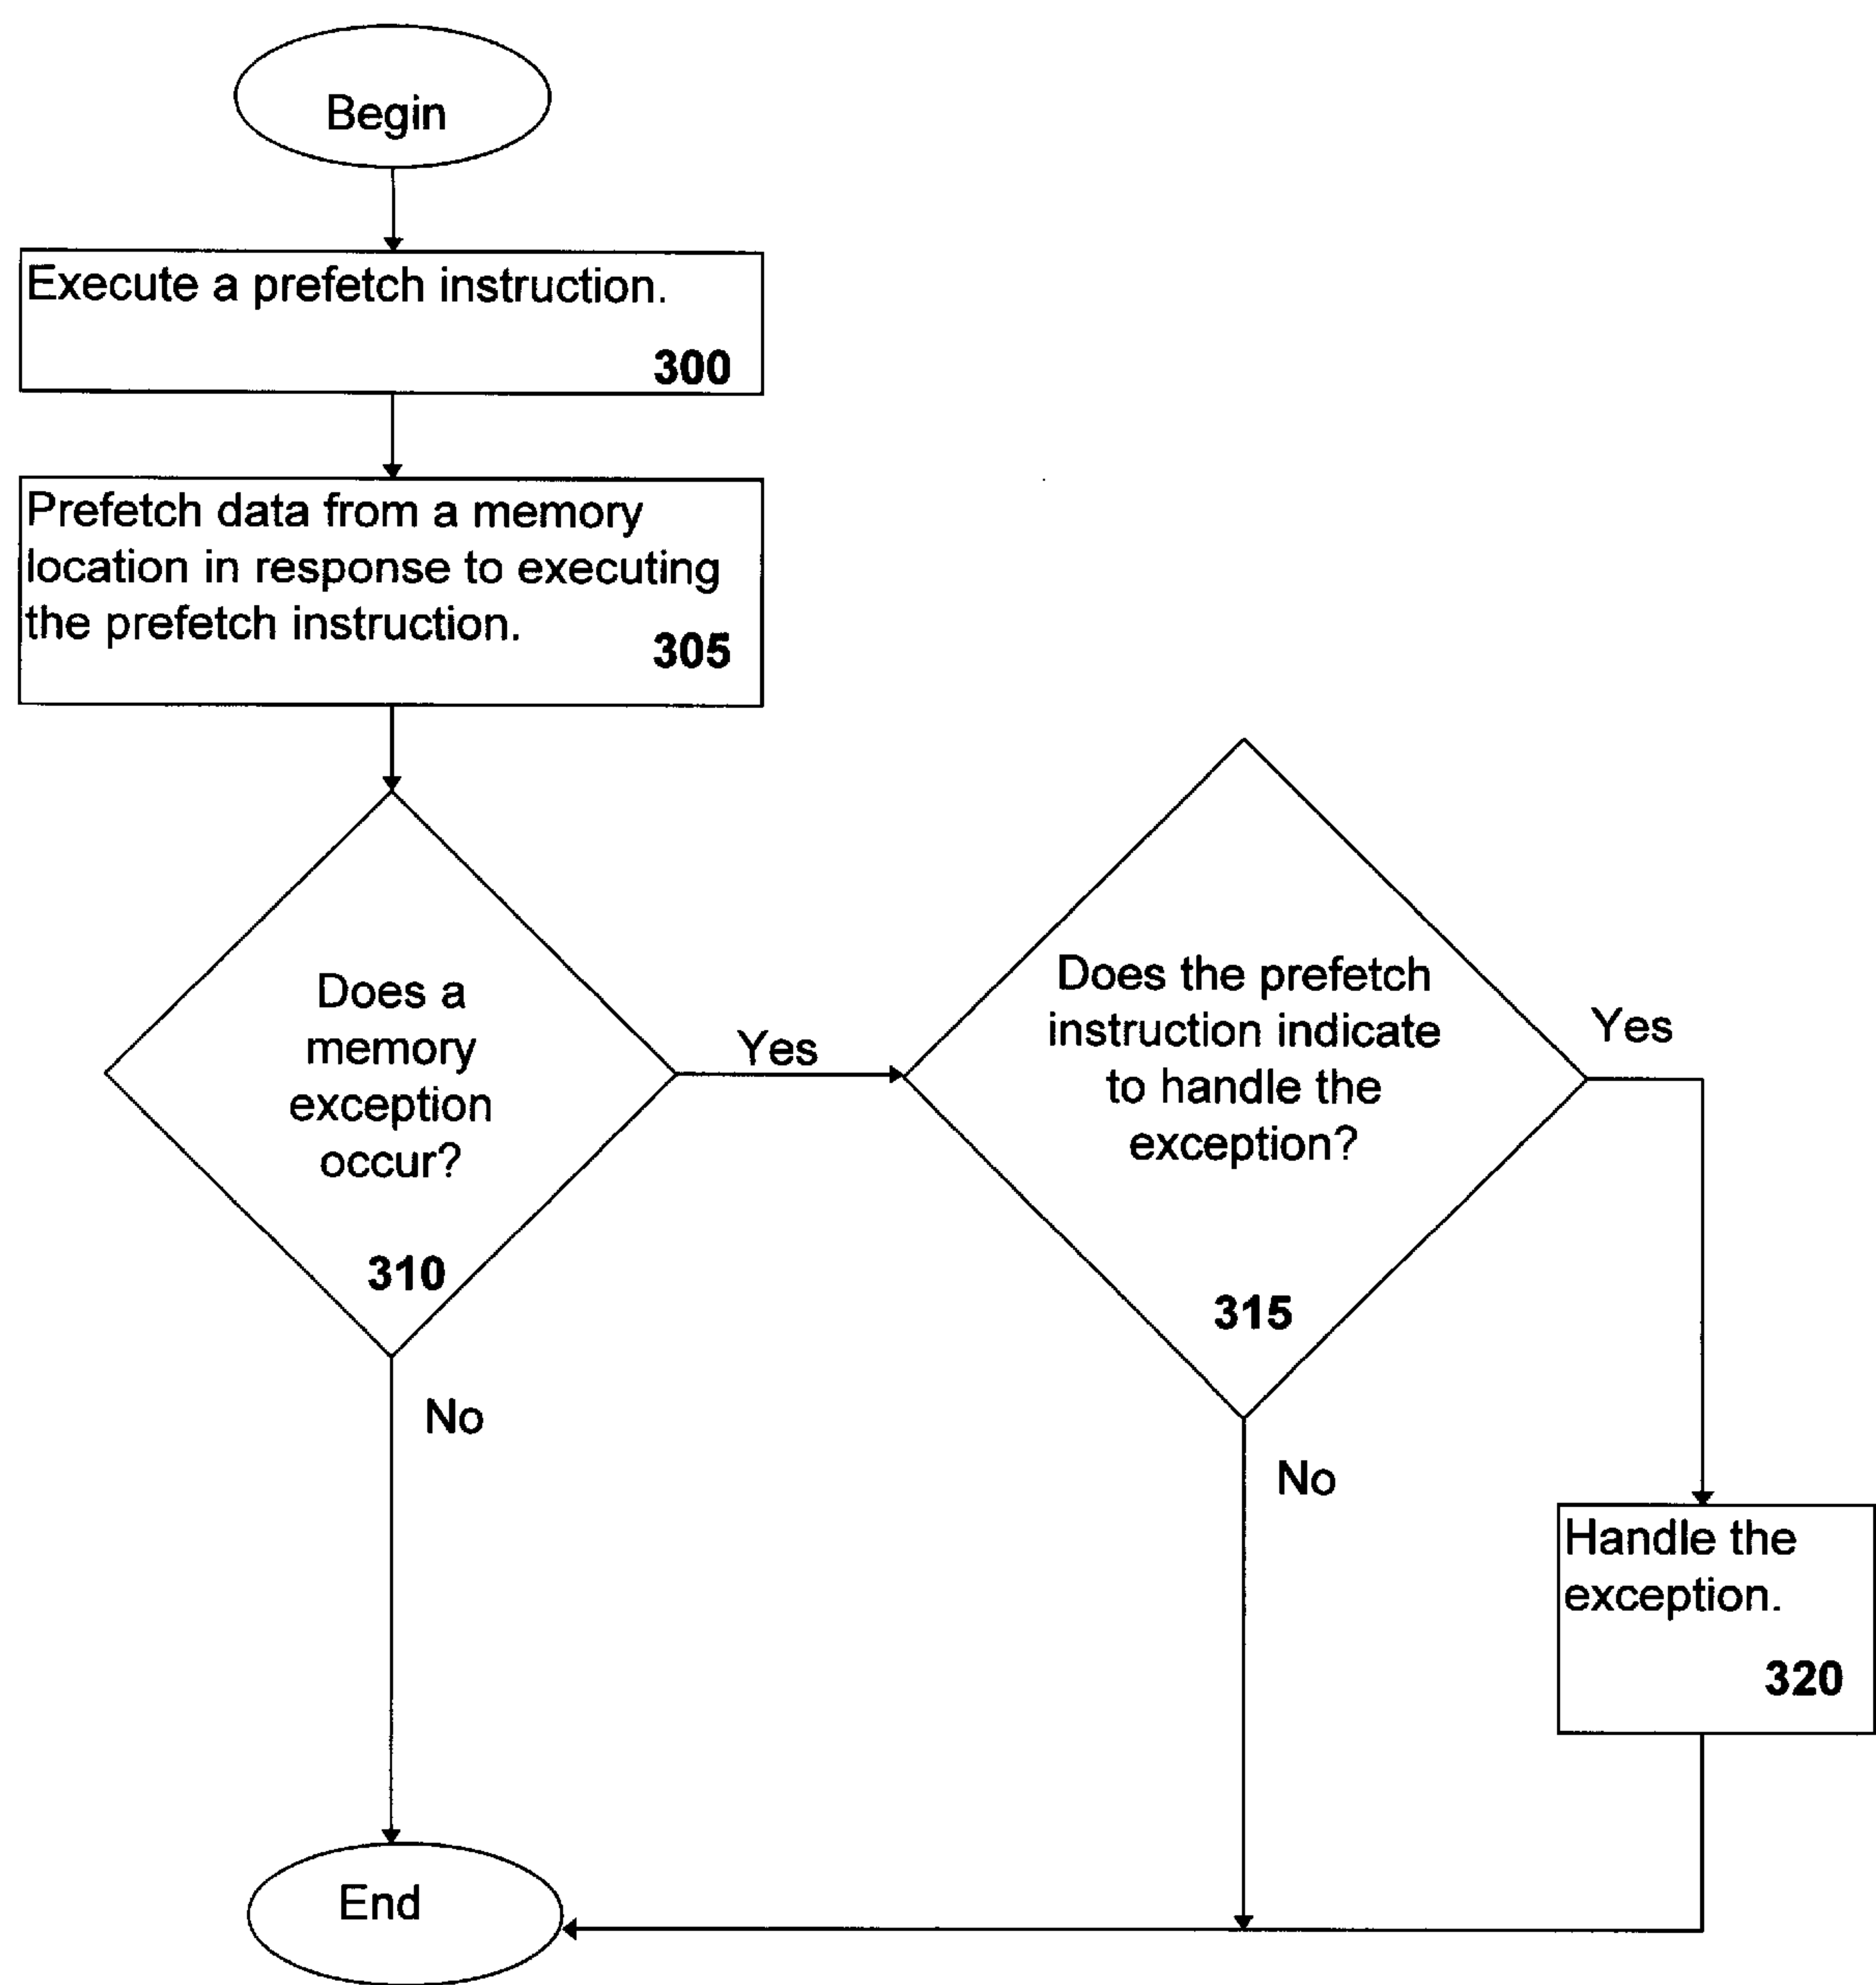 Begin
Execute a prefetch instruction.
300
Prefetch data from a memory
location in response to executing
the prefetch instruction.
305
Does a
memory
exception
occur?
310
Yes
No
Does the prefetch
instruction indicate
to handle the
exception?
315
Yes
No
Handle the
exception.
320
End